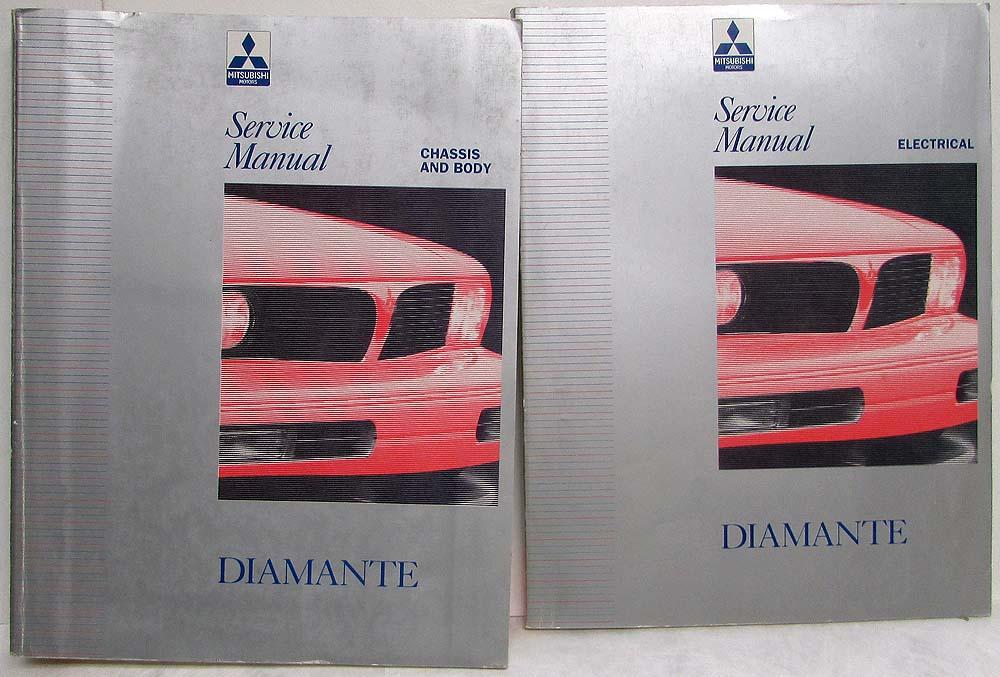 MITSUBISHI
MOTORS
Service
Manual
CHASSIS
AND BODY
DIAMANTE
MITSUBISHI
MOTORS
Service
Manual
ELECTRICAL
DIAMANTE